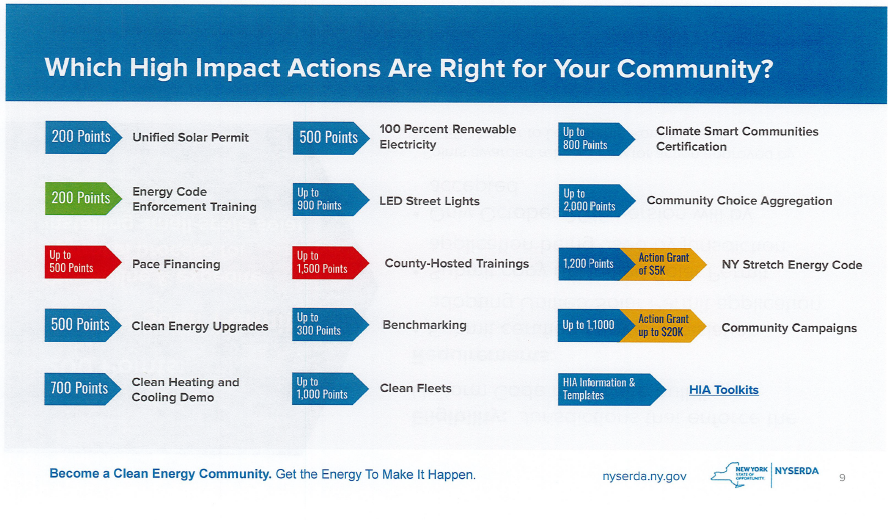 Which High Impact Actions Are Right for Your Community?
200 Points
Unified Solar Permit
200 Points
Energy Code
Enforcement Training
Up to
500 Points
Pace Financing
500 Points
Clean Energy Upgrades
700 Points
Clean Heating and
Cooling Demo
500 Points
100 Percent Renewable
Electricity
Up to
900 Points
LED Street Lights
Up to
1,500 Points
County-Hosted Trainings
Up to
300 Points
Benchmarking
Up to
1,000 Points
Clean Fleets
Up to
800 Points
Climate Smart Communities
Certification
Up to
2,000 Points
Community Choice Aggregation
1,200 Points
Action Grant
of $5K
NY Stretch Energy Code
Up to 1,1000
Action Grant
up to $20K
Community Campaigns
HIA Information &
Templates
HIA Toolkits
Become a Clean Energy Community. Get the Energy To Make It Happen.
nyserda.ny.gov
NEW YORK
STATE OF
OPPORTUNITY
NYSERDA
9